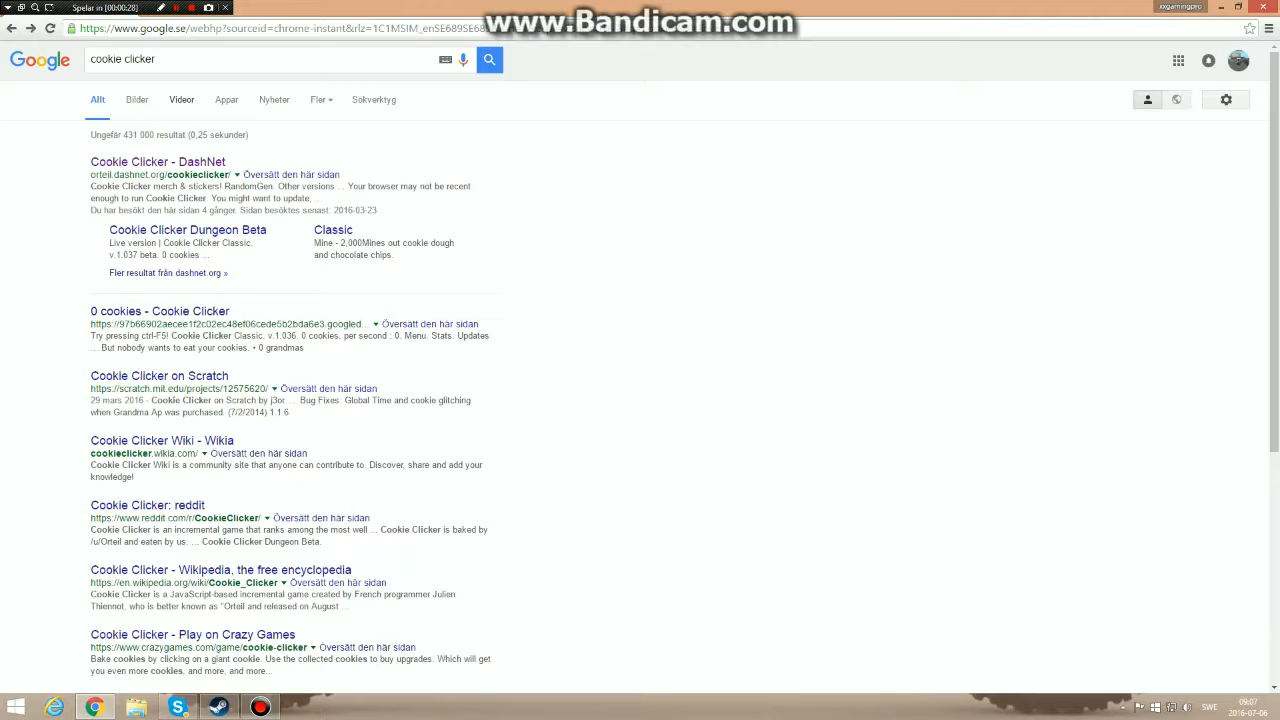 Spelar in [00:00:28]
www.Bandicam.com
xxgamingpro
https://www.google.se/webhp?sourceid=chrome-instant&rlz=1C1MSIM_enSE689SE68
Google
cookie clicker
Allt Bilder Videor Appar Nyheter Fler Sökverktyg
Ungefär 431 000 resultat (0,25 sekunder)
Cookie Clicker - DashNet
orteil.dashnet.org/cookieclicker/ Översätt den här sidan
Cookie Clicker merch & stickers! RandomGen. Other versions ... Your browser may not be recent
enough to run Cookie Clicker. You might want to update, ...
Du har besökt den här sidan 4 gånger. Sidan besöktes senast: 2016-03-23
Cookie Clicker Dungeon Beta
Live version | Cookie Clicker Classic.
v.1.037 beta. 0 cookies ...
Classic
Mine - 2,000Mines out cookie dough
and chocolate chips.
Fler resultat från dashnet.org »
0 cookies - Cookie Clicker
https://97b66902aecee1f2c02ec48ef06cede5b2bda6e3.googled... Översätt den här sidan
Try pressing ctrl-F5! Cookie Clicker Classic. v.1.036. 0 cookies. per second : 0. Menu. Stats. Updates
... But nobody wants to eat your cookies. • 0 grandmas
Cookie Clicker on Scratch
https://scratch.mit.edu/projects/12575620/ Översätt den här sidan
29 mars 2016 - Cookie Clicker on Scratch by j3or. ... Bug Fixes: Global Time and cookie glitching
when Grandma Ap was purchased. (7/2/2014) 1.1.6
Cookie Clicker Wiki - Wikia
cookieclicker.wikia.com/ Översätt den här sidan
Cookie Clicker Wiki is a community site that anyone can contribute to. Discover, share and add your
knowledge!
Cookie Clicker: reddit
https://www.reddit.com/r/CookieClicker/ Översätt den här sidan
Cookie Clicker is an incremental game that ranks among the most well ... Cookie Clicker is baked by
/u/Orteil and eaten by us. ... Cookie Clicker Dungeon Beta.
Cookie Clicker - Wikipedia, the free encyclopedia
https://en.wikipedia.org/wiki/Cookie_Clicker Översätt den här sidan
Cookie Clicker is a JavaScript-based incremental game created by French programmer Julien
Thiennot, who is better known as "Orteil and released on August ...
Cookie Clicker - Play on Crazy Games
https://www.crazygames.com/game/cookie-clicker Översätt den här sidan
Bake cookies by clicking on a giant cookie. Use the collected cookies to buy upgrades. Which will get
you even more cookies, and more, and more...
SWE
09:07
2016-07-06